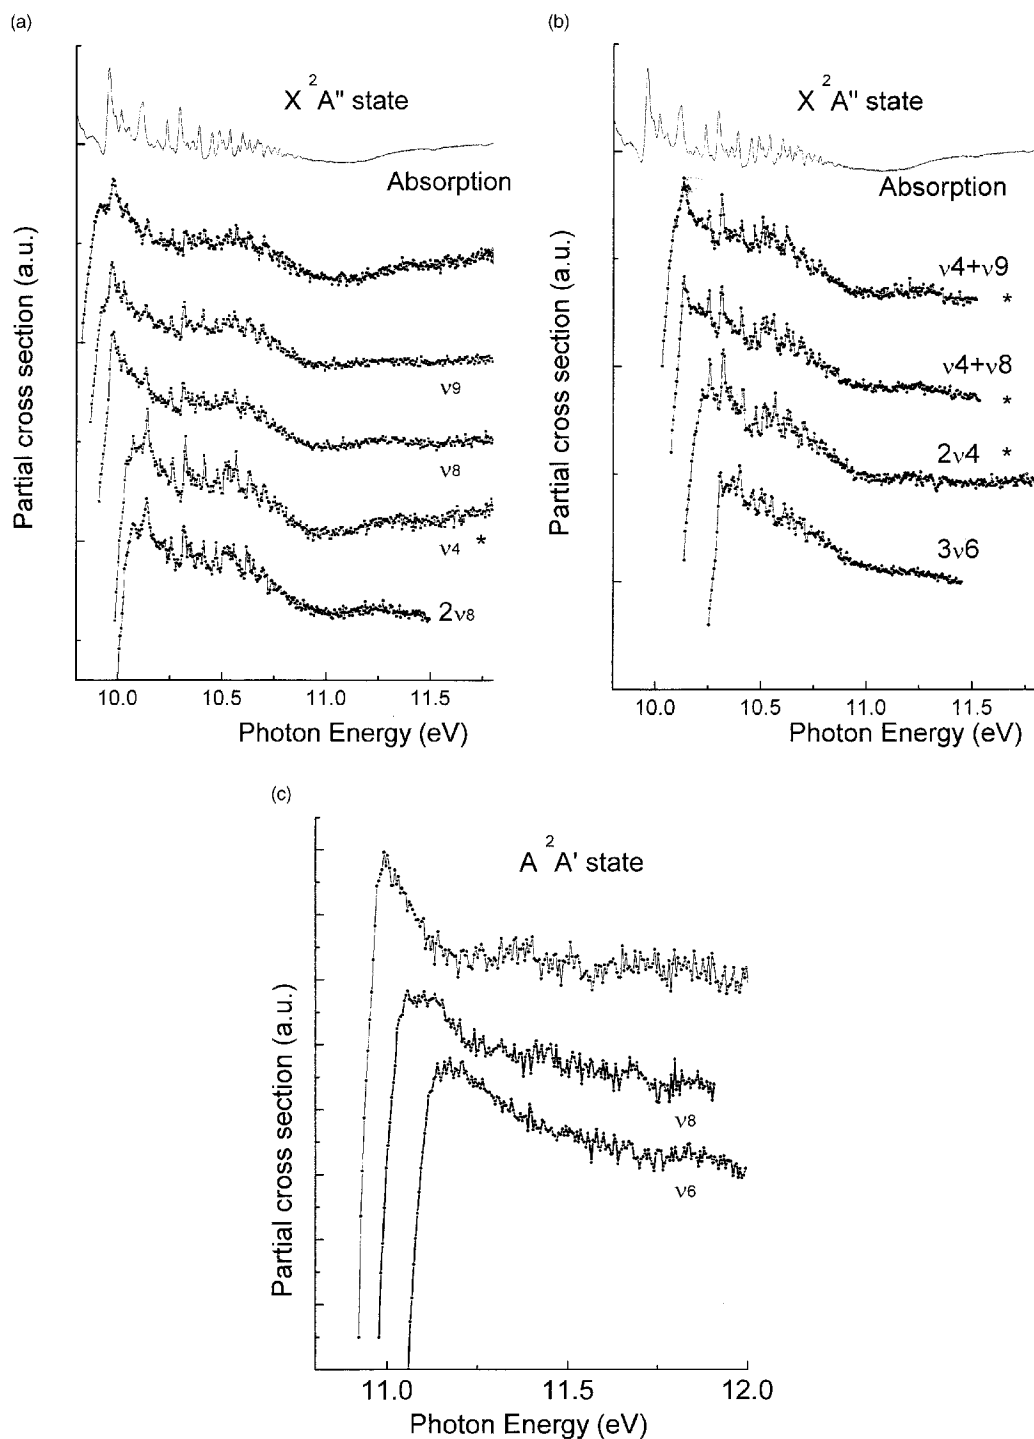 (a)
X ²A" state
Absorption
ν9
ν8
ν4 *
2ν8
Partial cross section (a.u.)
10.0 10.5 11.0 11.5
Photon Energy (eV)
(b)
X ²A" state
Absorption
ν4+ν9 *
ν4+ν8 *
2ν4 *
3ν6
Partial cross section (a.u.)
10.0 10.5 11.0 11.5
Photon Energy (eV)
(c)
A ²A' state
ν8
ν6
Partial cross section (a.u.)
11.0 11.5 12.0
Photon Energy (eV)